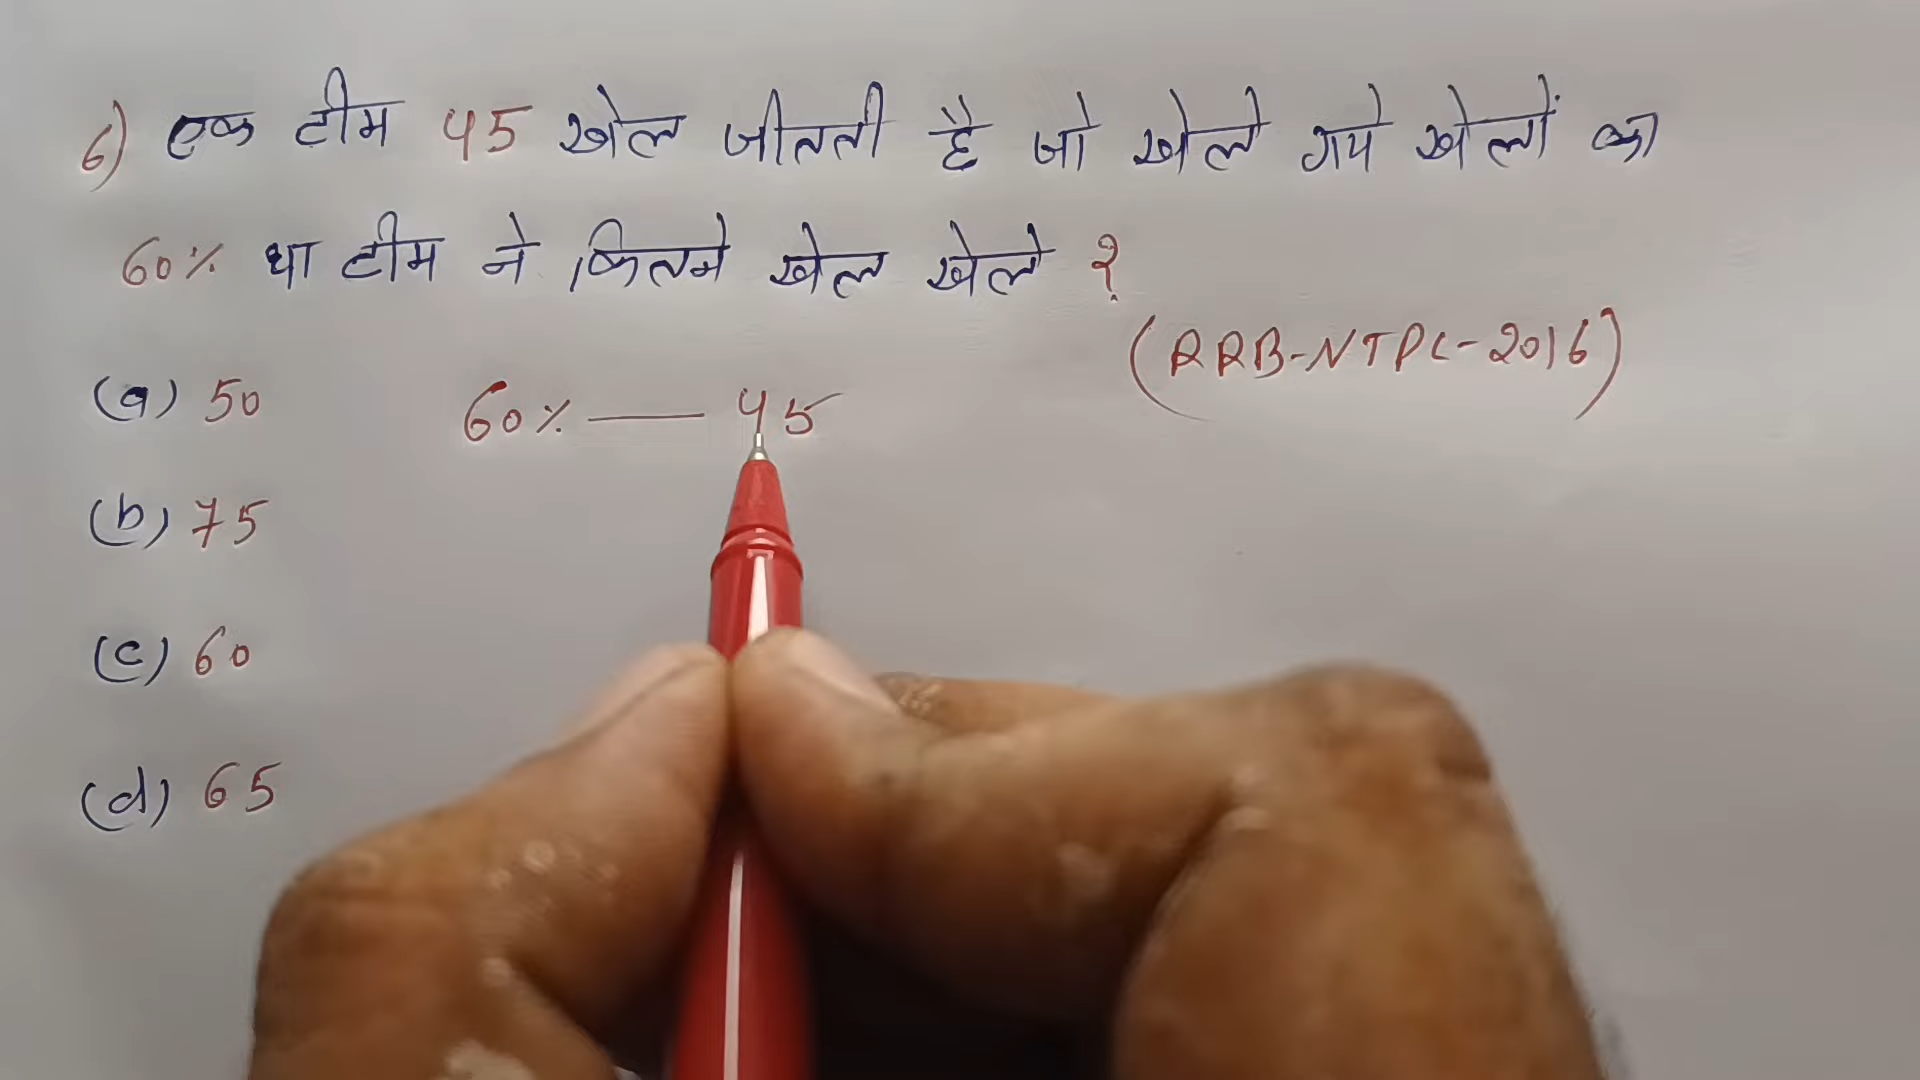 6) एक टीम 45 खेल जीतती है जो खेले गये खेलों का
60% था टीम ने कितने खेल खेले ?
(RRB-NTPC-2016)
(a) 50
60% — 45
(b) 75
(c) 60
(d) 65